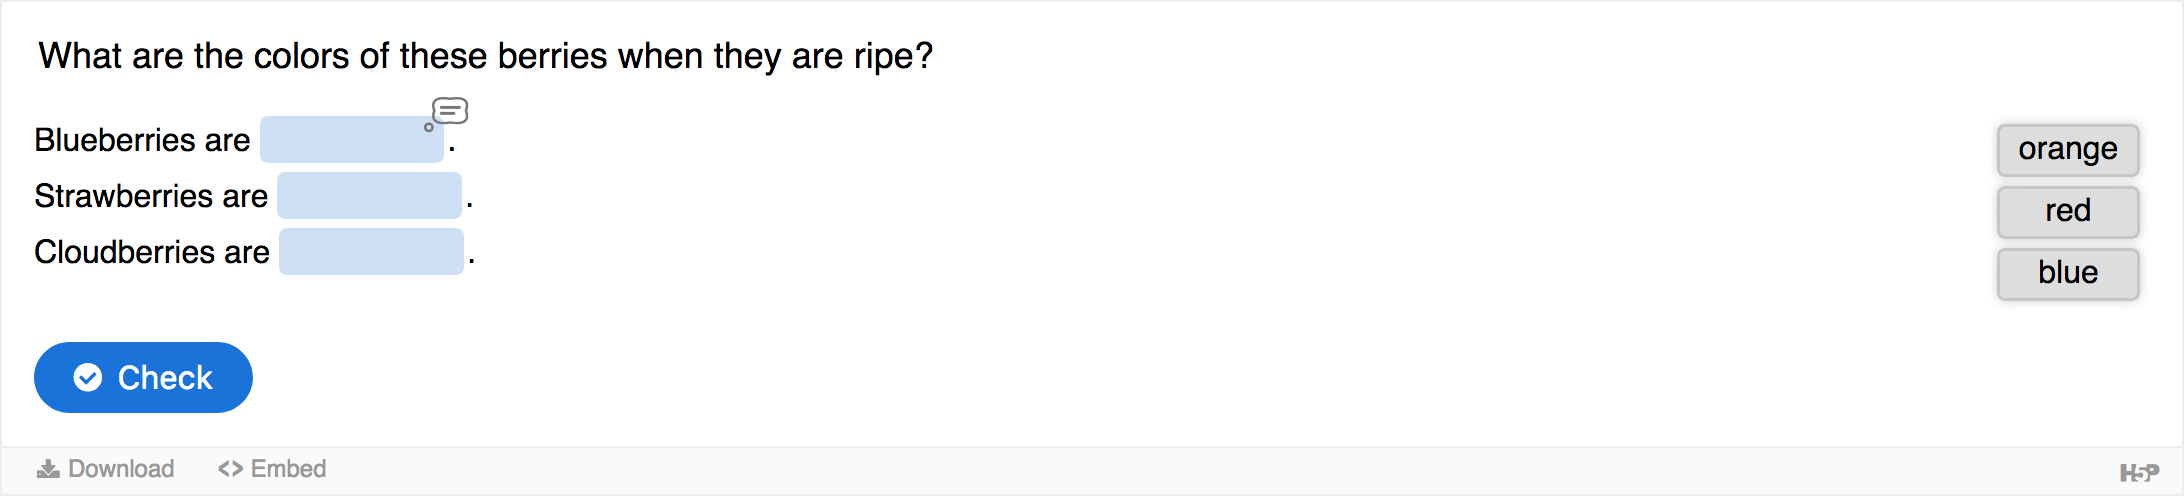 What are the colors of these berries when they are ripe?
Blueberries are .
Strawberries are .
Cloudberries are .
orange
red
blue
Check
Download
<> Embed
H5P